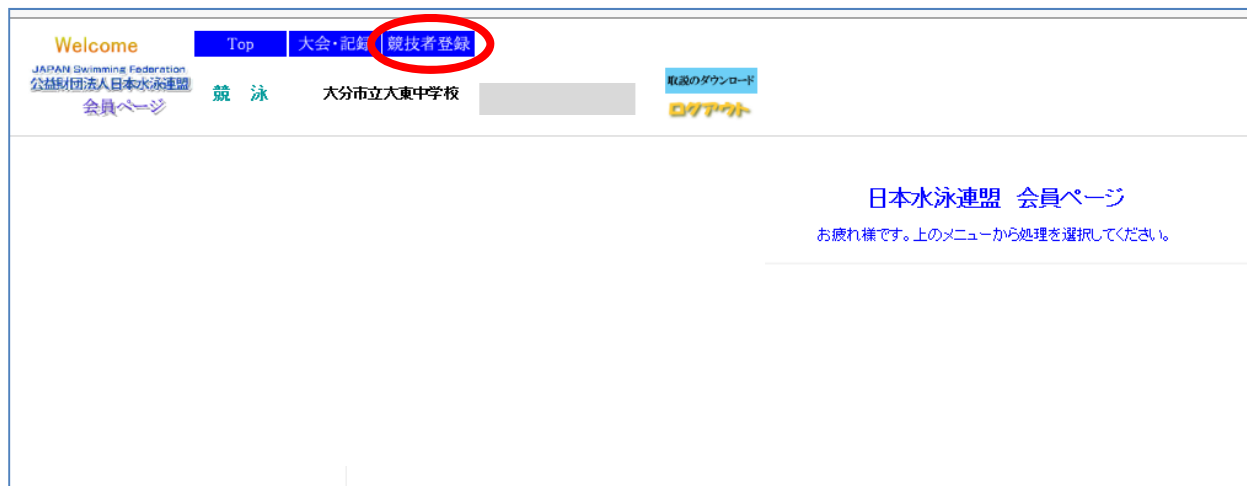 Welcome
JAPAN Swimming Federation
公益財団法人日本水泳連盟
会員ページ
Top
大会・記録
競技者登録
競 泳
大分市立大東中学校
取説のダウンロード
ログアウト
日本水泳連盟 会員ページ
お疲れ様です。上のメニューから処理を選択してください。